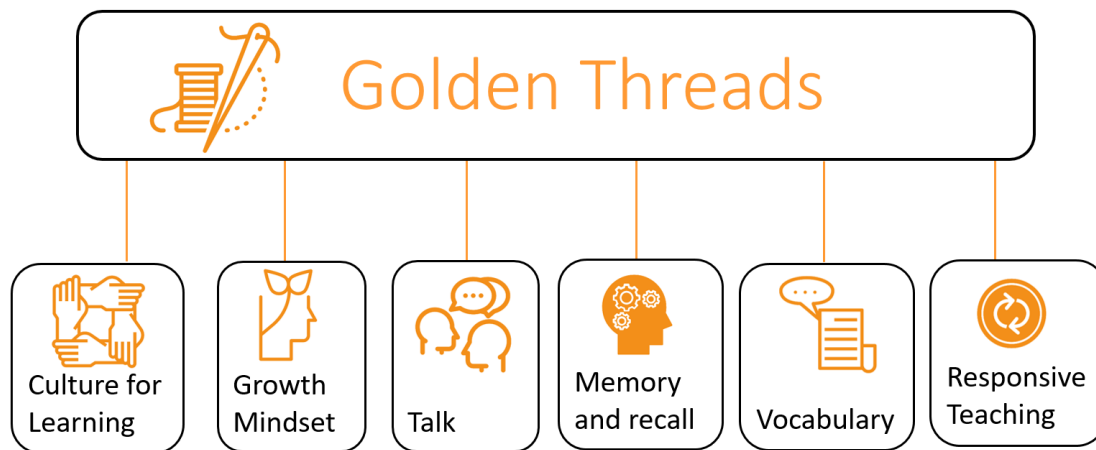 Golden Threads
Culture for
Learning
Growth
Mindset
Talk
Memory
and recall
Vocabulary
Responsive
Teaching